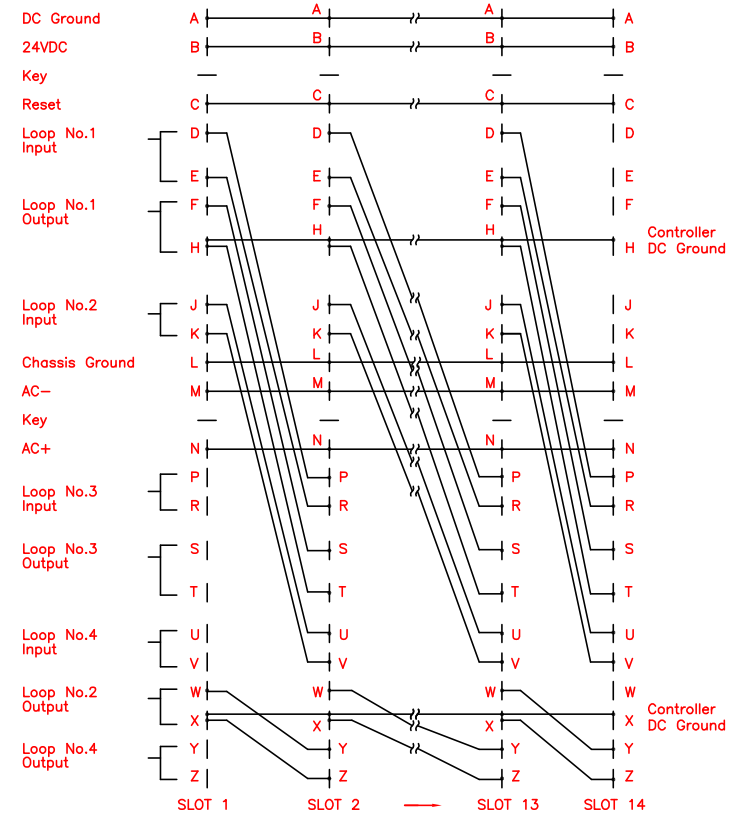 DC Ground A A A A
24VDC B B B B
Key
Reset C C C C
Loop No.1 D D D D
Input
E E E E
Loop No.1 F F F F
Output
H H H H Controller
DC Ground
Loop No.2 J J J J
Input
K K K K
Chassis Ground L L L L
AC− M M M M
Key
AC+ N N N N
P P P P
Loop No.3
Input R R R R
Loop No.3 S S S S
Output
T T T T
Loop No.4 U U U U
Input
V V V V
Loop No.2 W W W W
Output
X X X X Controller
DC Ground
Loop No.4 Y Y Y Y
Output
Z Z Z Z
SLOT 1 SLOT 2 SLOT 13 SLOT 14